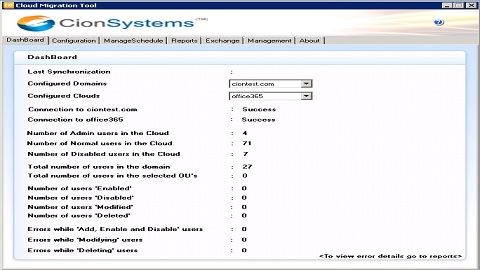 Cloud Migration Tool
CionSystems (TM)
DashBoard Configuration ManageSchedule Reports Exchange Management About
DashBoard
Last Synchronization :
Configured Domains ciontest.com
Configured Clouds office365
Connection to ciontest.com : Success
Connection to office365 : Success
Number of Admin users in the Cloud : 4
Number of Normal users in the Cloud : 71
Number of Disabled users in the Cloud : 7
Total number of users in the domain : 27
Total number of users in the selected OU's : 0
Number of users 'Enabled' : 0
Number of users 'Disabled' : 0
Number of users 'Modified' : 0
Number of users 'Deleted' : 0
Errors while 'Add, Enable and Disable' users : 0
Errors while 'Modifying' users : 0
Errors while 'Deleting' users : 0
<To view error details go to reports>